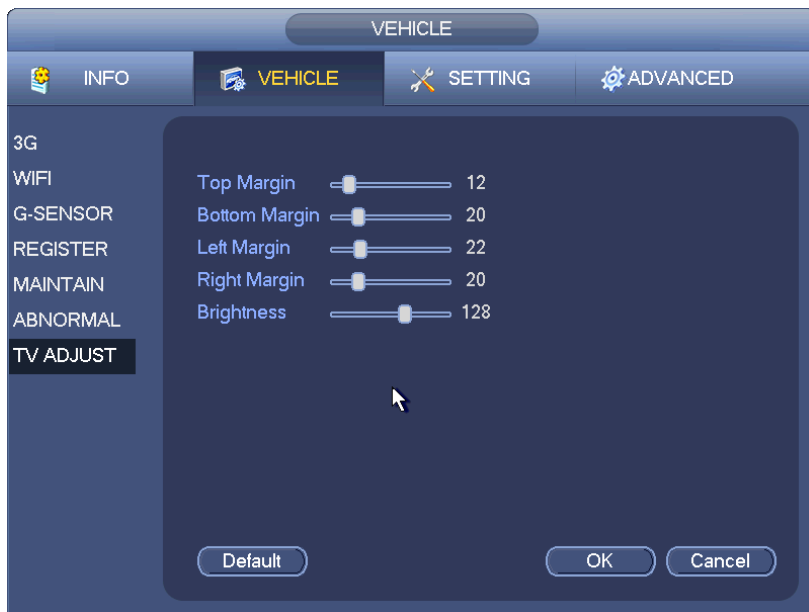 VEHICLE
INFO VEHICLE SETTING ADVANCED
3G
WIFI
G-SENSOR
REGISTER
MAINTAIN
ABNORMAL
TV ADJUST
Top Margin 12
Bottom Margin 20
Left Margin 22
Right Margin 20
Brightness 128
Default OK Cancel